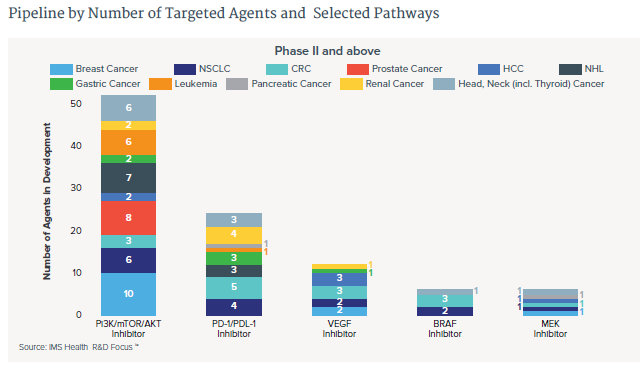 Pipeline by Number of Targeted Agents and Selected Pathways
Phase II and above
Breast Cancer NSCLC CRC Prostate Cancer HCC NHL
Gastric Cancer Leukemia Pancreatic Cancer Renal Cancer Head, Neck (incl. Thyroid) Cancer
Number of Agents in Development
50
40
30
20
10
0
6
2
6
2
7
2
8
3
6
10
3
4
1
1
3
3
5
4
1
1
3
3
2
2
1
3
2
1
1
1
1
1
1
Pi3K/mTOR/AKT
Inhibitor
PD-1/PDL-1
Inhibitor
VEGF
Inhibitor
BRAF
Inhibitor
MEK
Inhibitor
Source: IMS Health R&D Focus ™